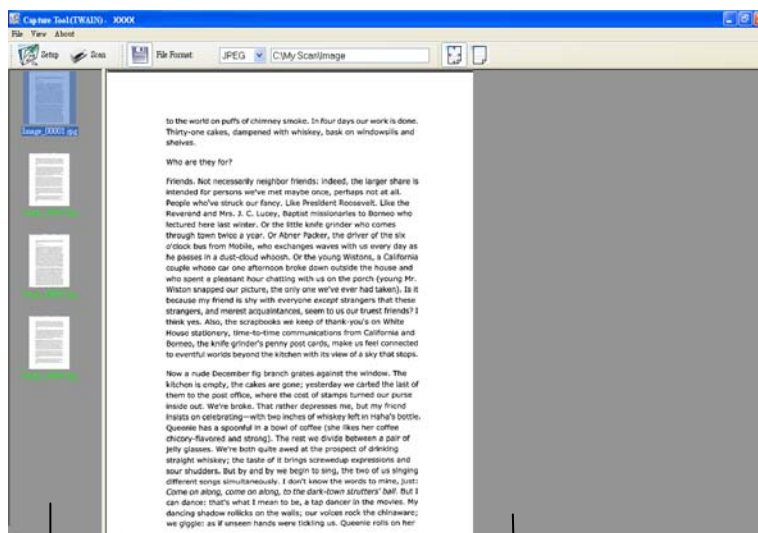 Capture Tool(TWAIN) - XXXX
File View About
Setup Scan File Format: JPEG C:\My Scan\Image
Image_00001.jpg
to the world on puffs of chimney smoke. In four days our work is done.
Thirty-one cakes, dampened with whiskey, bask on windowsills and
shelves.
Who are they for?
Friends. Not necessarily neighbor friends: indeed, the larger share is
intended for persons we've met maybe once, perhaps not at all.
People who've struck our fancy. Like President Roosevelt. Like the
Reverend and Mrs. J. C. Lucey, Baptist missionaries to Borneo who
lectured here last winter. Or the little knife grinder who comes
through town twice a year. Or Abner Packer, the driver of the six
o'clock bus from Mobile, who exchanges waves with us every day as
he passes in a dust-cloud whoosh. Or the young Wistons, a California
couple whose car one afternoon broke down outside the house and
who spent a pleasant hour chatting with us on the porch (young Mr.
Wiston snapped our picture, the only one we've ever had taken). Is it
because my friend is shy with everyone except strangers that these
strangers, and merest acquaintances, seem to us our truest friends? I
think yes. Also, the scrapbooks we keep of thank-you's on White
House stationery, time-to-time communications from California and
Borneo, the knife grinder's penny post cards, make us feel connected
to eventful worlds beyond the kitchen with its view of a sky that stops.
Now a nude December fig branch grates against the window. The
kitchen is empty, the cakes are gone; yesterday we carted the last of
them to the post office, where the cost of stamps turned our purse
inside out. We're broke. That rather depresses me, but my friend
insists on celebrating—with two inches of whiskey left in Haha's bottle.
Queenie has a spoonful in a bowl of coffee (she likes her coffee
chicory-flavored and strong). The rest we divide between a pair of
jelly glasses. We're both quite awed at the prospect of drinking
straight whiskey; the taste of it brings screwedup expressions and
sour shudders. But by and by we begin to sing, the two of us singing
different songs simultaneously. I don't know the words to mine, just:
Come on along, come on along, to the dark-town strutters' ball. But I
can dance: that's what I mean to be, a tap dancer in the movies. My
dancing shadow rollicks on the walls; our voices rock the chinaware;
we giggle: as if unseen hands were tickling us. Queenie rolls on her